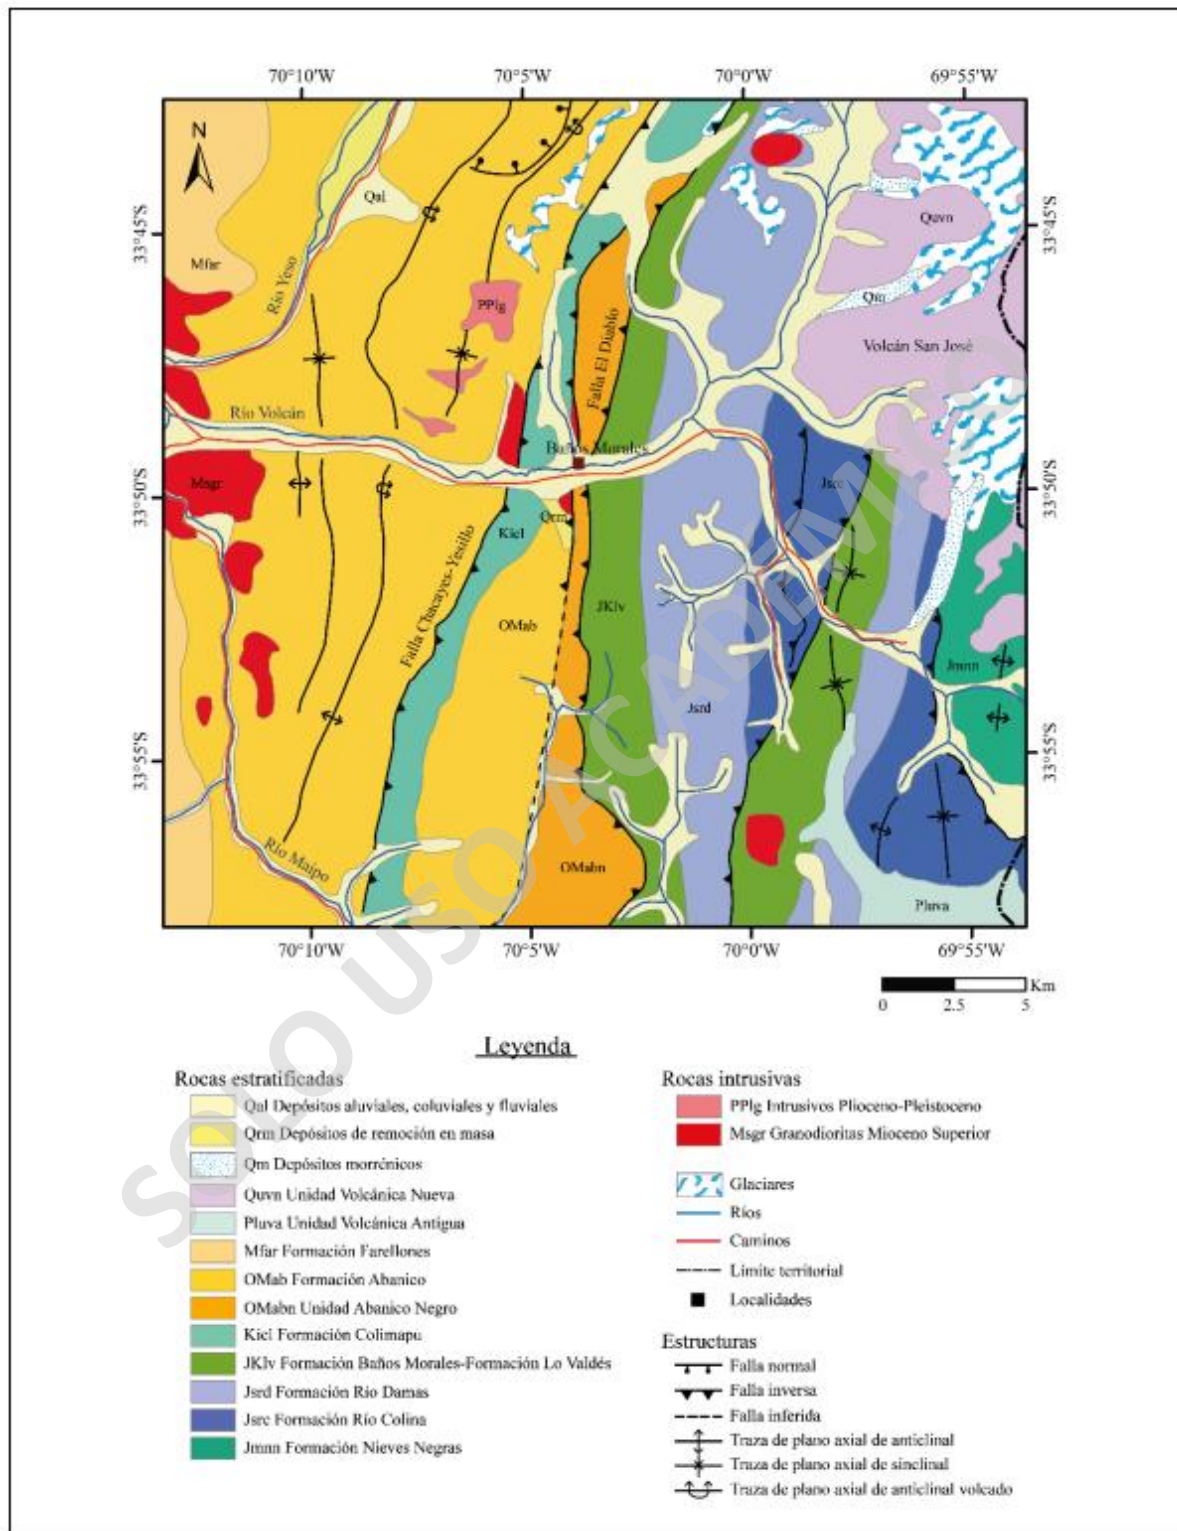 70°10'W 70°5'W 70°0'W 69°55'W
N
Qal
33°45'S
33°45'S
Mfar
Río Yeso
Quvn
PPlg
Qm
Falla El Diablo
Volcán San José
Río Volcán
Baños Morales
Msgr
Jsrc
33°50'S
33°50'S
Qrm
Kicl
Falla Chacayes-Yesillo
JKlv
OMab
Jmnn
Jsrd
33°55'S
33°55'S
Río Maipo
OMabn
Pluva
70°10'W 70°5'W 70°0'W 69°55'W
Km
0 2.5 5
SOLO USO ACADÉMICO
Leyenda
Rocas estratificadas
Qal Depósitos aluviales, coluviales y fluviales
Qrm Depósitos de remoción en masa
Qm Depósitos morrénicos
Quvn Unidad Volcánica Nueva
Pluva Unidad Volcánica Antigua
Mfar Formación Farellones
OMab Formación Abanico
OMabn Unidad Abanico Negro
Kicl Formación Colimapu
JKlv Formación Baños Morales-Formación Lo Valdés
Jsrd Formación Río Damas
Jsrc Formación Río Colina
Jmnn Formación Nieves Negras
Rocas intrusivas
PPlg Intrusivos Plioceno-Pleistoceno
Msgr Granodioritas Mioceno Superior
Glaciares
Ríos
Caminos
Límite territorial
Localidades
Estructuras
Falla normal
Falla inversa
Falla inferida
Traza de plano axial de anticlinal
Traza de plano axial de sinclinal
Traza de plano axial de anticlinal volcado